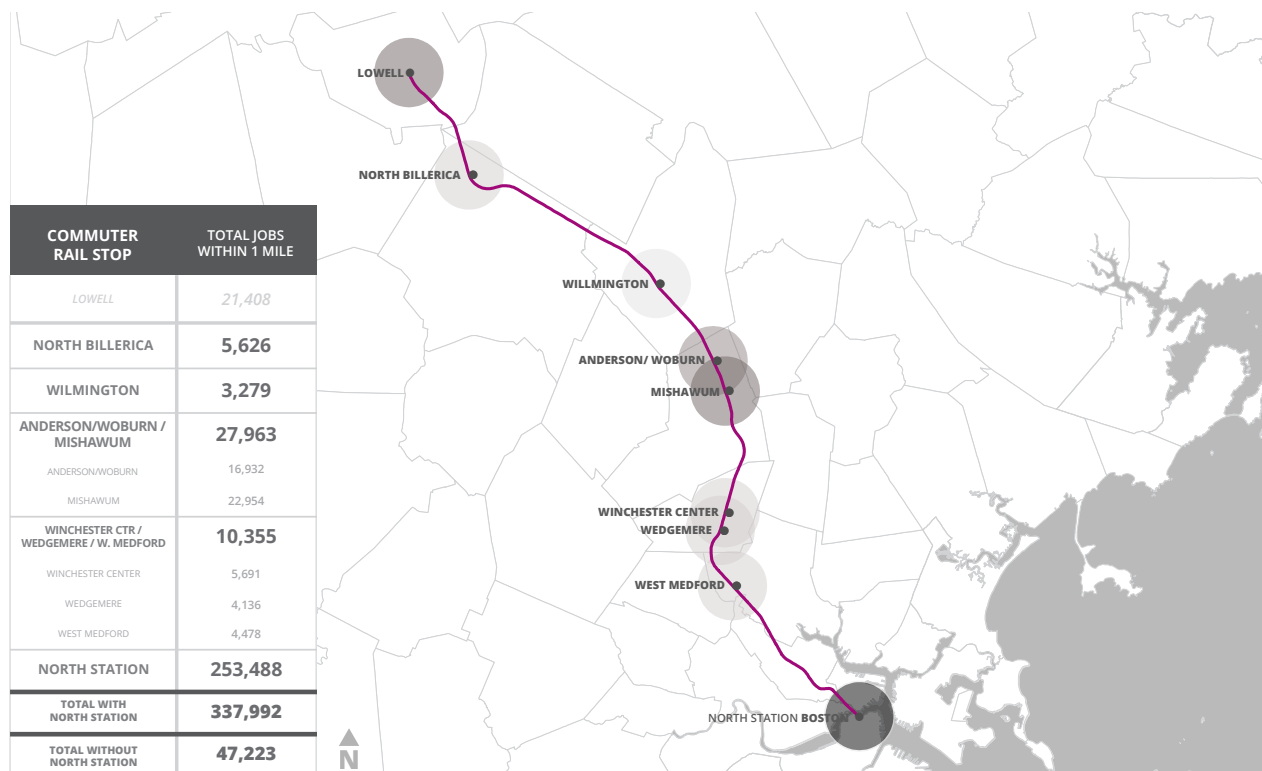 COMMUTER
RAIL STOP
TOTAL JOBS
WITHIN 1 MILE
LOWELL
21,408
NORTH BILLERICA
5,626
WILMINGTON
3,279
ANDERSON/WOBURN /
MISHAWUM
27,963
ANDERSON/WOBURN
16,932
MISHAWUM
22,954
WINCHESTER CTR /
WEDGEMERE / W. MEDFORD
10,355
WINCHESTER CENTER
5,691
WEDGEMERE
4,136
WEST MEDFORD
4,478
NORTH STATION
253,488
TOTAL WITH
NORTH STATION
337,992
TOTAL WITHOUT
NORTH STATION
47,223
LOWELL
NORTH BILLERICA
WILLMINGTON
ANDERSON/ WOBURN
MISHAWUM
WINCHESTER CENTER
WEDGEMERE
WEST MEDFORD
NORTH STATION BOSTON
N